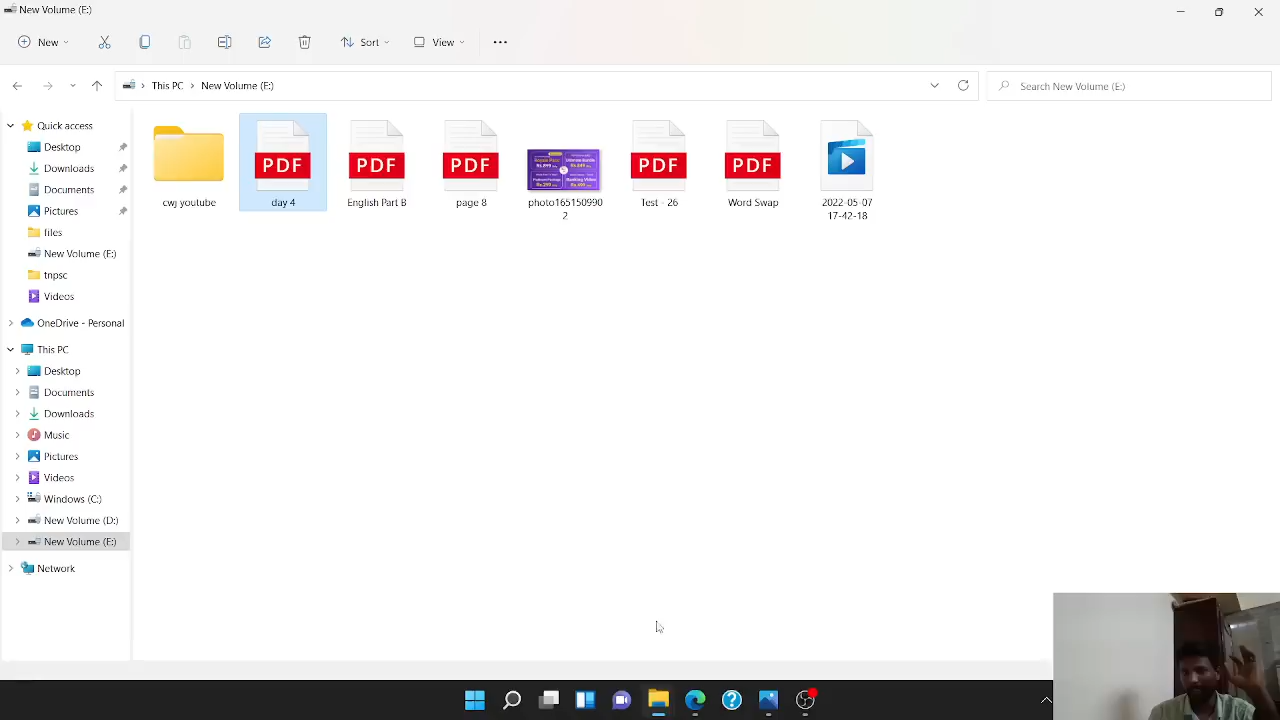 New Volume (E:)
New
Sort
View
This PC
New Volume (E:)
Search New Volume (E:)
Quick access
Desktop
Downloads
Documents
Pictures
files
New Volume (E:)
tnpsc
Videos
OneDrive - Personal
This PC
Desktop
Documents
Downloads
Music
Pictures
Videos
Windows (C:)
New Volume (D:)
New Volume (E:)
Network
PDF
PDF
PDF
PDF
PDF
cwj youtube
day 4
English Part B
page 8
photo165150990
2
Test - 26
Word Swap
2022-05-07
17-42-18